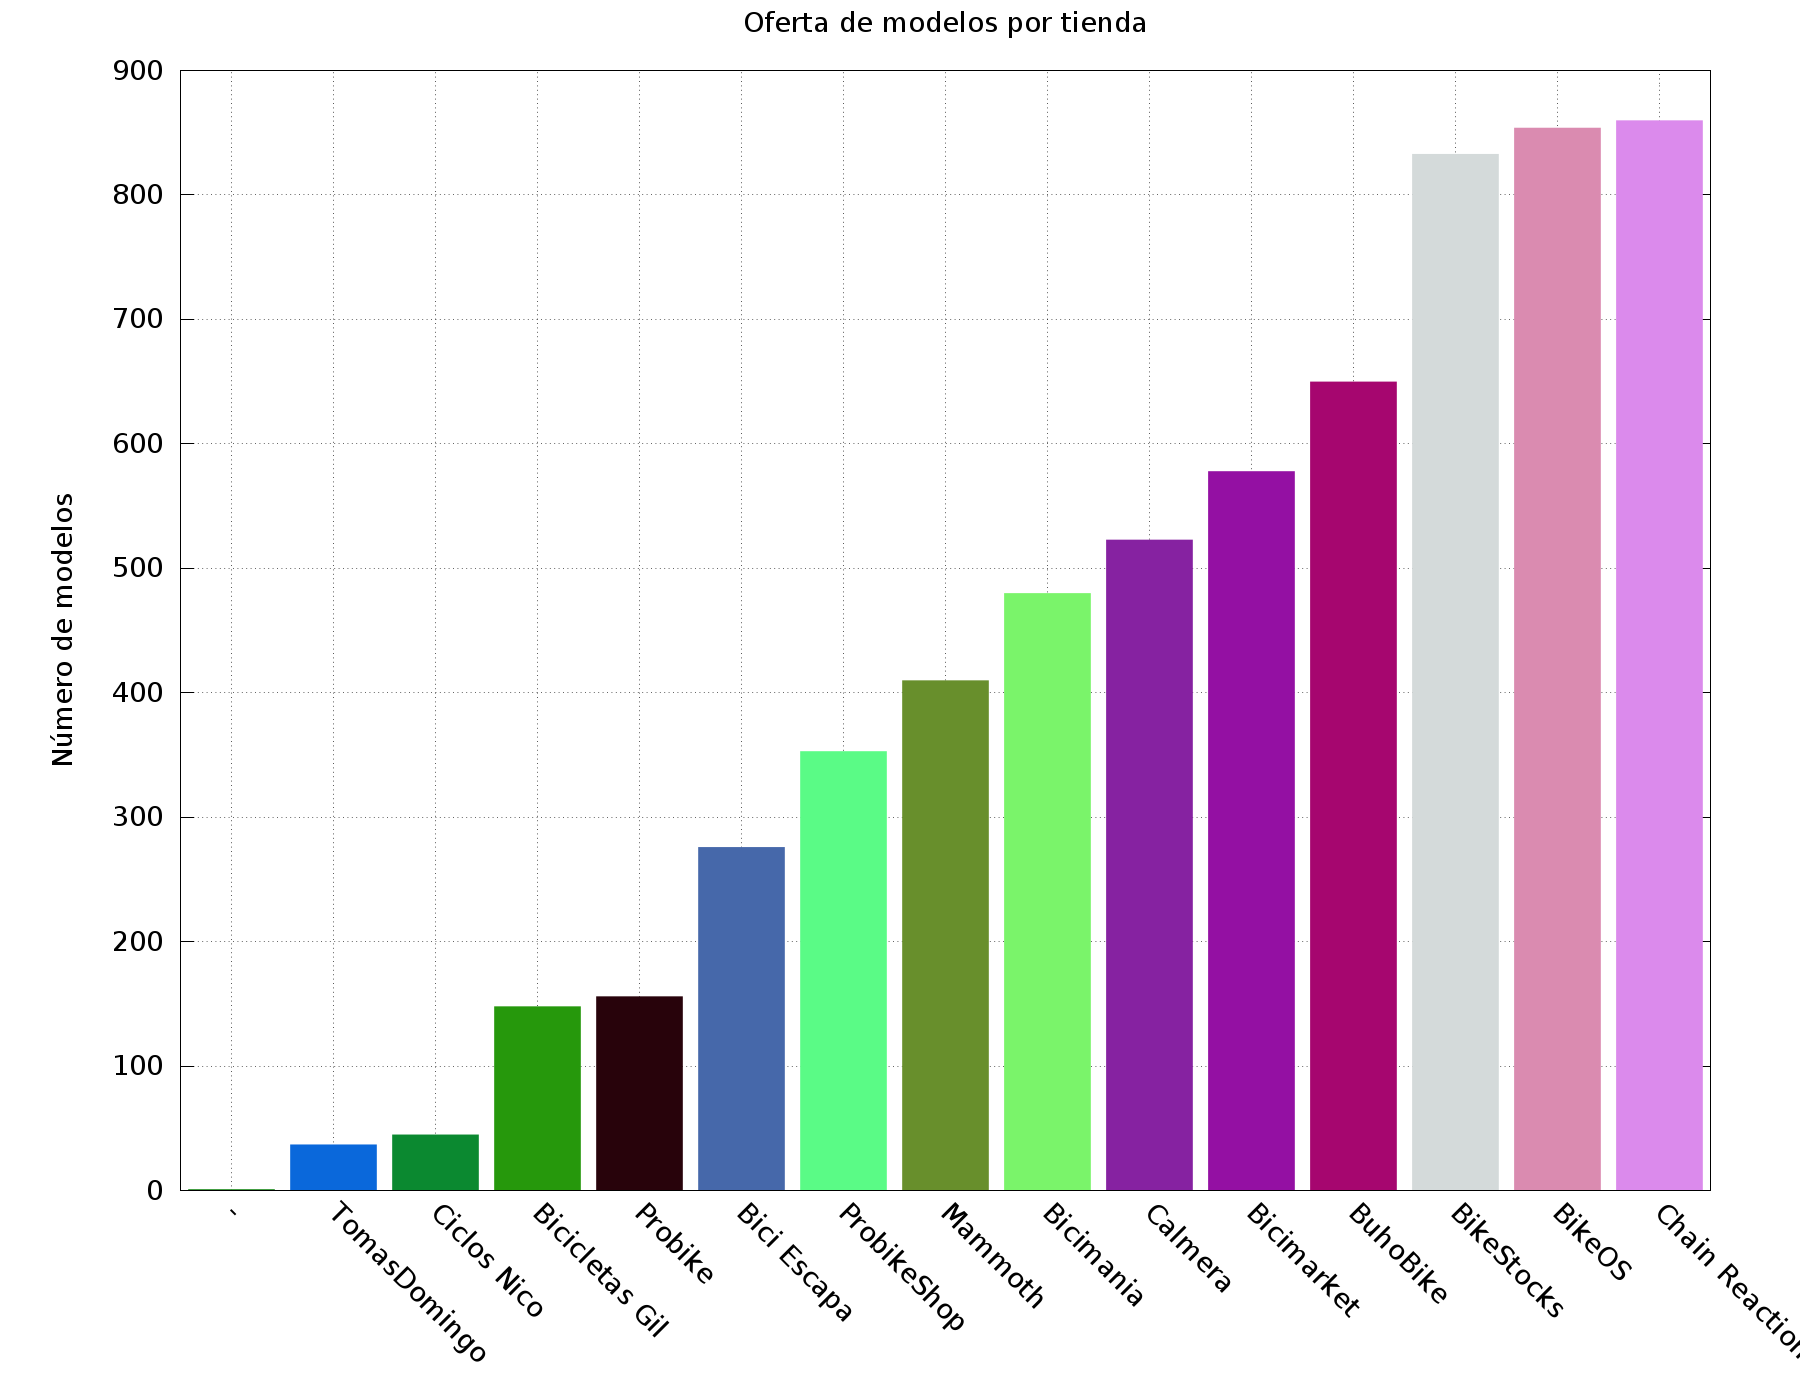 Oferta de modelos por tienda
Número de modelos
900
800
700
600
500
400
300
200
100
0
-
TomasDomingo
Ciclos Nico
Bicicletas Gil
Probike
Bici Escapa
ProbikeShop
Mammoth
Bicimania
Calmera
Bicimarket
BuhoBike
BikeStocks
BikeOS
Chain Reaction